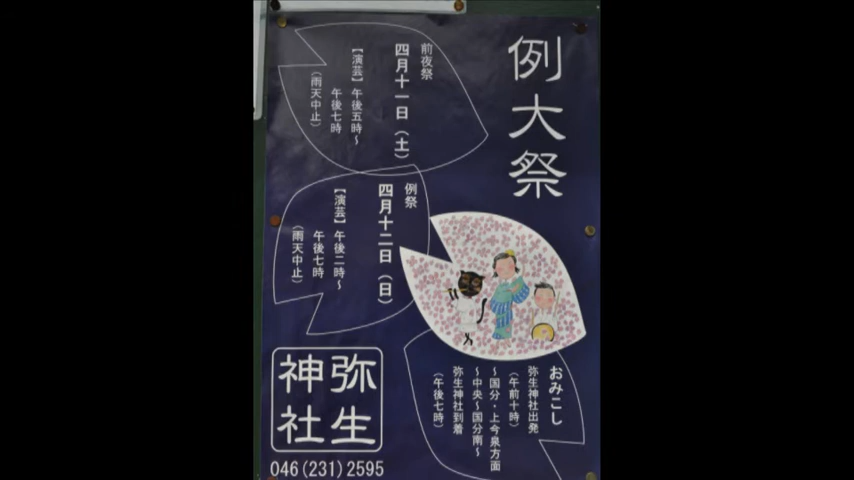 例大祭
前夜祭
四月十一日（土）
【演芸】午後五時～
午後七時
（雨天中止）
例祭
四月十二日（日）
【演芸】午後二時～
午後七時
（雨天中止）
おみこし
弥生神社出発
（午前十時）
～国分・上今泉方面
～中央～国分南～
弥生神社到着
（午後七時）
弥生
神社
046(231)2595